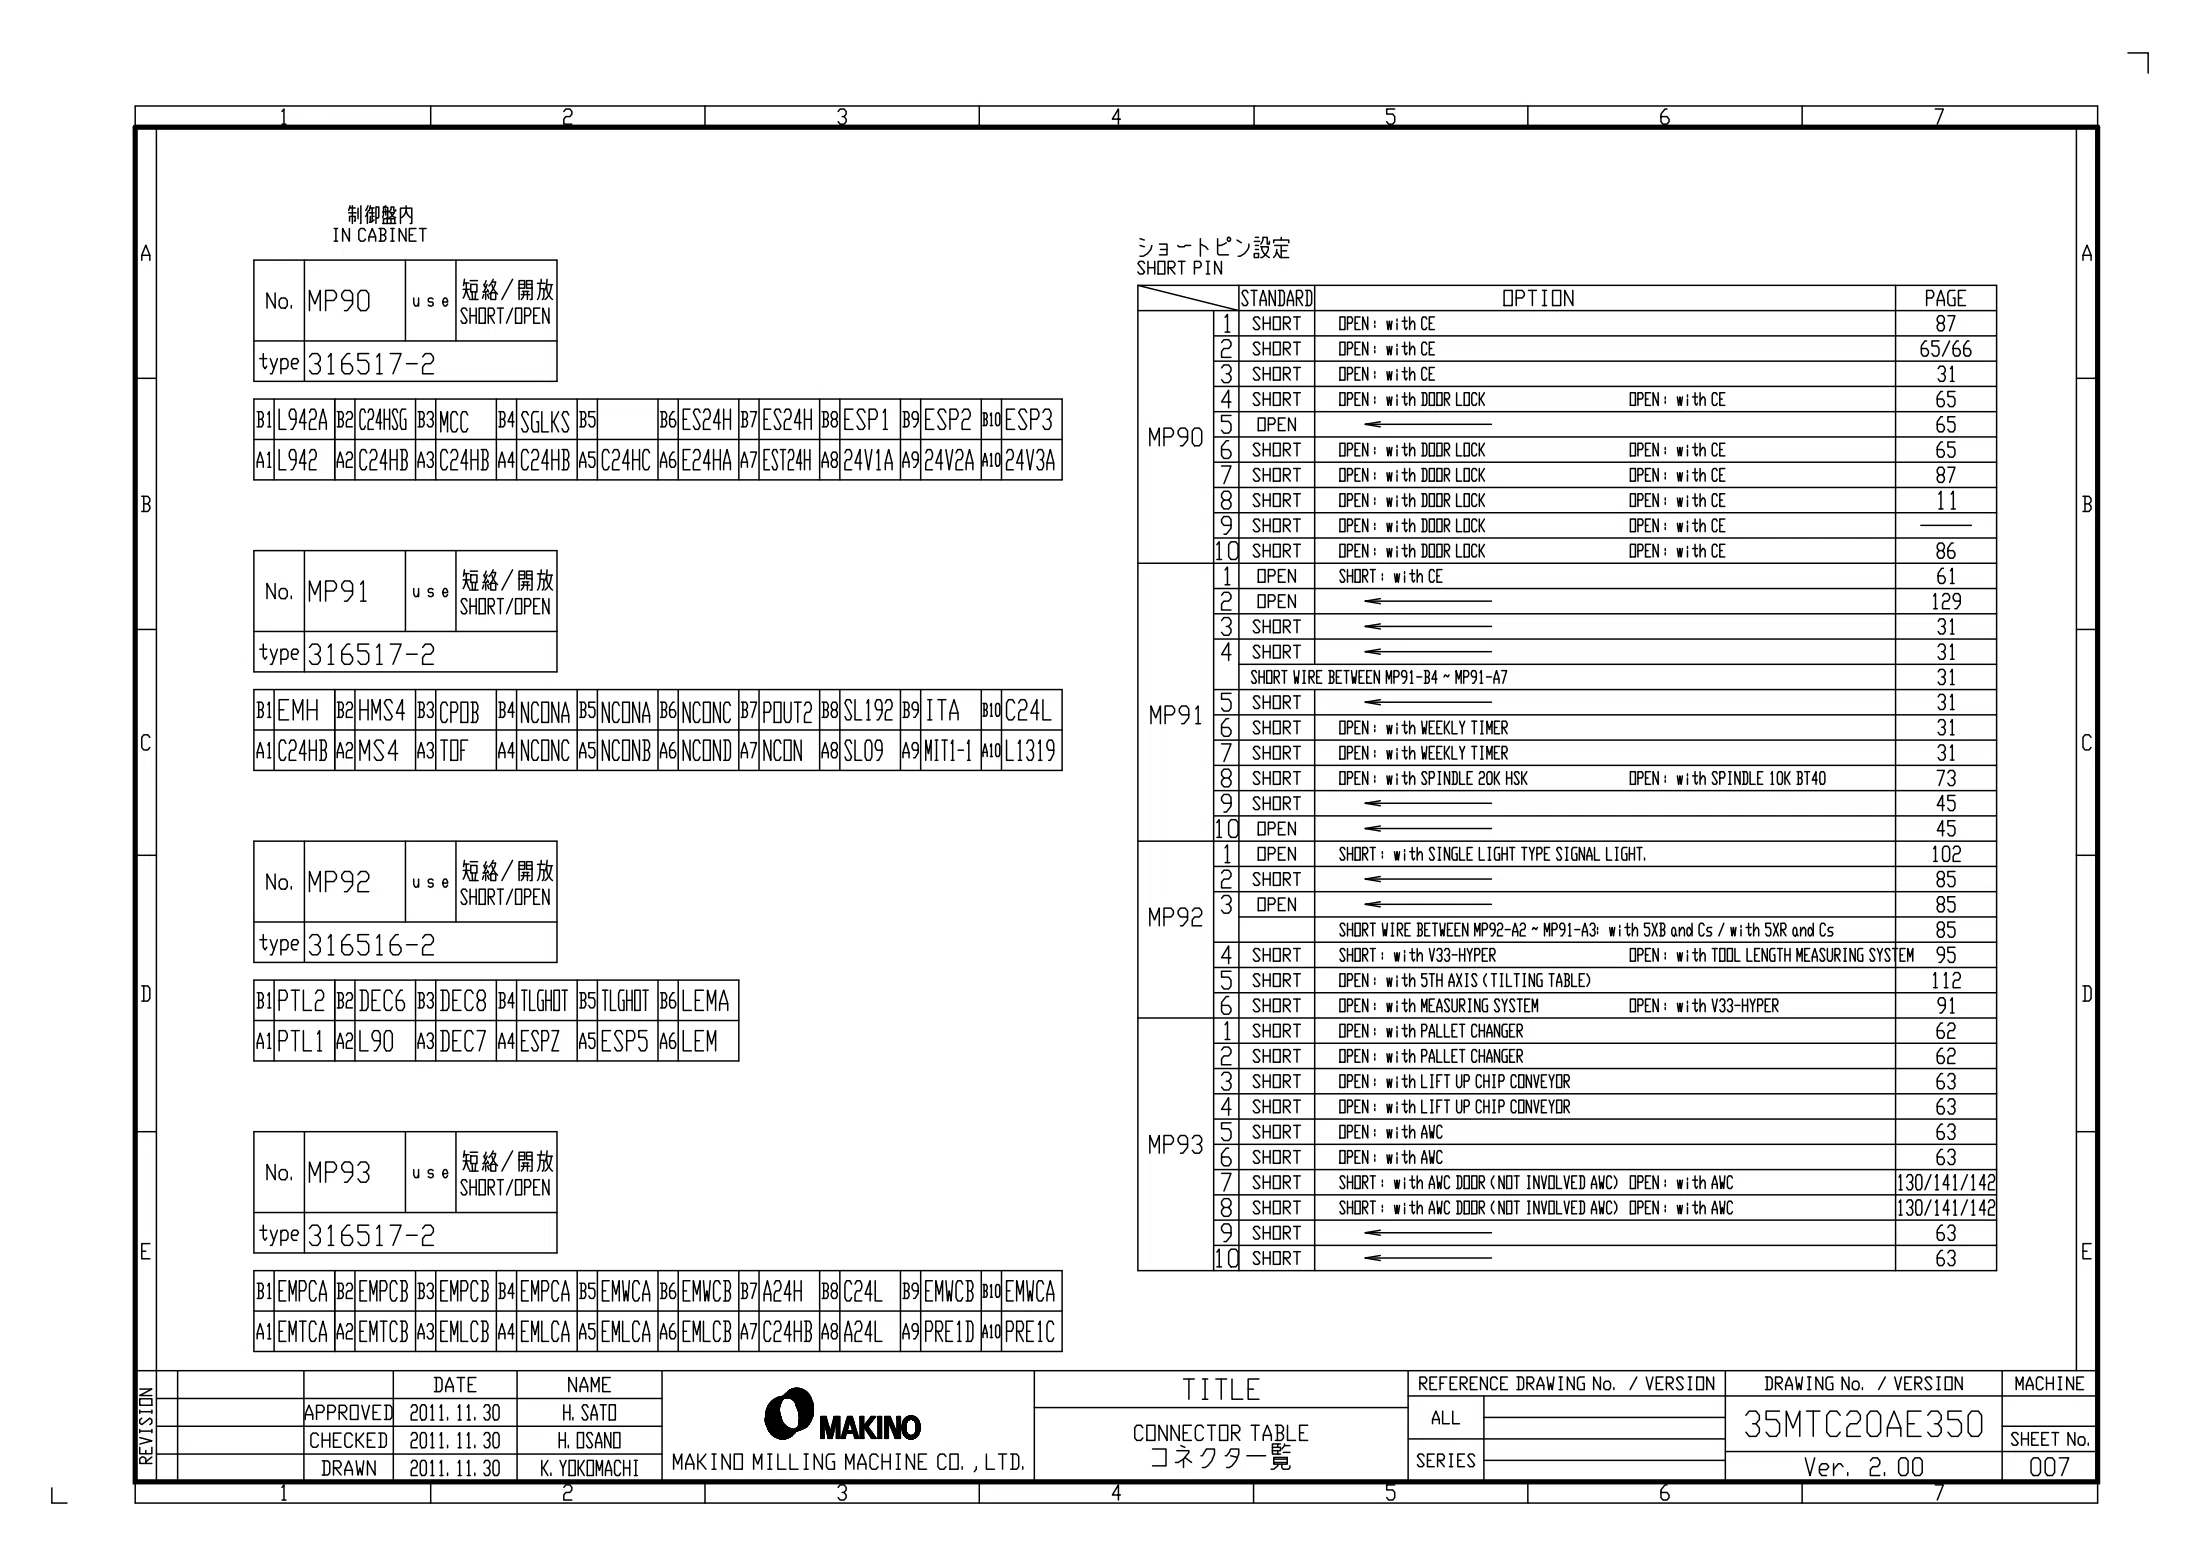 1 2 3 4 5 6 7
A A
B B
C C
D D
E E
制御盤内
IN CABINET
No. MP90 use 短絡/開放
SHORT/OPEN
type 316517-2
B1 L942A B2 C24HSG B3 MCC B4 SGLKS B5 B6 ES24H B7 ES24H B8 ESP1 B9 ESP2 B10 ESP3
A1 L942 A2 C24HB A3 C24HB A4 C24HB A5 C24HC A6 E24HA A7 EST24H A8 24V1A A9 24V2A A10 24V3A
No. MP91 use 短絡/開放
SHORT/OPEN
type 316517-2
B1 EMH B2 HMS4 B3 CPOB B4 NCONA B5 NCONA B6 NCONC B7 POUT2 B8 SL192 B9 ITA B10 C24L
A1 C24HB A2 MS4 A3 TOF A4 NCONC A5 NCONB A6 NCOND A7 NCON A8 SL09 A9 MIT1-1 A10 L1319
No. MP92 use 短絡/開放
SHORT/OPEN
type 316516-2
B1 PTL2 B2 DEC6 B3 DEC8 B4 TLGHOT B5 TLGHOT B6 LEMA
A1 PTL1 A2 L90 A3 DEC7 A4 ESPZ A5 ESP5 A6 LEM
No. MP93 use 短絡/開放
SHORT/OPEN
type 316517-2
B1 EMPCA B2 EMPCB B3 EMPCB B4 EMPCA B5 EMWCA B6 EMWCB B7 A24H B8 C24L B9 EMWCB B10 EMWCA
A1 EMTCA A2 EMTCB A3 EMLCB A4 EMLCA A5 EMLCA A6 EMLCB A7 C24HB A8 A24L A9 PRE1D A10 PRE1C
ショートピン設定
SHORT PIN
STANDARD OPTION PAGE
MP90
1 SHORT OPEN: with CE 87
2 SHORT OPEN: with CE 65/66
3 SHORT OPEN: with CE 31
4 SHORT OPEN: with DOOR LOCK OPEN: with CE 65
5 OPEN ← 65
6 SHORT OPEN: with DOOR LOCK OPEN: with CE 65
7 SHORT OPEN: with DOOR LOCK OPEN: with CE 87
8 SHORT OPEN: with DOOR LOCK OPEN: with CE 11
9 SHORT OPEN: with DOOR LOCK OPEN: with CE —
10 SHORT OPEN: with DOOR LOCK OPEN: with CE 86
MP91
1 OPEN SHORT: with CE 61
2 OPEN ← 129
3 SHORT ← 31
4 SHORT ← 31
SHORT WIRE BETWEEN MP91-B4 ~ MP91-A7 31
5 SHORT ← 31
6 SHORT OPEN: with WEEKLY TIMER 31
7 SHORT OPEN: with WEEKLY TIMER 31
8 SHORT OPEN: with SPINDLE 20K HSK OPEN: with SPINDLE 10K BT40 73
9 SHORT ← 45
10 OPEN ← 45
MP92
1 OPEN SHORT: with SINGLE LIGHT TYPE SIGNAL LIGHT. 102
2 SHORT ← 85
3 OPEN ← 85
SHORT WIRE BETWEEN MP92-A2 ~ MP91-A3: with 5XB and Cs / with 5XR and Cs 85
4 SHORT SHORT: with V33-HYPER OPEN: with TOOL LENGTH MEASURING SYSTEM 95
5 SHORT OPEN: with 5TH AXIS (TILTING TABLE) 112
6 SHORT OPEN: with MEASURING SYSTEM OPEN: with V33-HYPER 91
MP93
1 SHORT OPEN: with PALLET CHANGER 62
2 SHORT OPEN: with PALLET CHANGER 62
3 SHORT OPEN: with LIFT UP CHIP CONVEYOR 63
4 SHORT OPEN: with LIFT UP CHIP CONVEYOR 63
5 SHORT OPEN: with AWC 63
6 SHORT OPEN: with AWC 63
7 SHORT SHORT: with AWC DOOR (NOT INVOLVED AWC) OPEN: with AWC 130/141/142
8 SHORT SHORT: with AWC DOOR (NOT INVOLVED AWC) OPEN: with AWC 130/141/142
9 SHORT ← 63
10 SHORT ← 63
REVISION
DATE NAME
APPROVED 2011.11.30 H. SATO
CHECKED 2011.11.30 H. OSANO
DRAWN 2011.11.30 K. YOKOMACHI
MAKINO
MAKINO MILLING MACHINE CO., LTD.
TITLE
CONNECTOR TABLE
コネクタ一覧
REFERENCE DRAWING No. / VERSION
ALL
SERIES
DRAWING No. / VERSION
35MTC20AE350
Ver. 2.00
MACHINE
SHEET No.
007
1 2 3 4 5 6 7